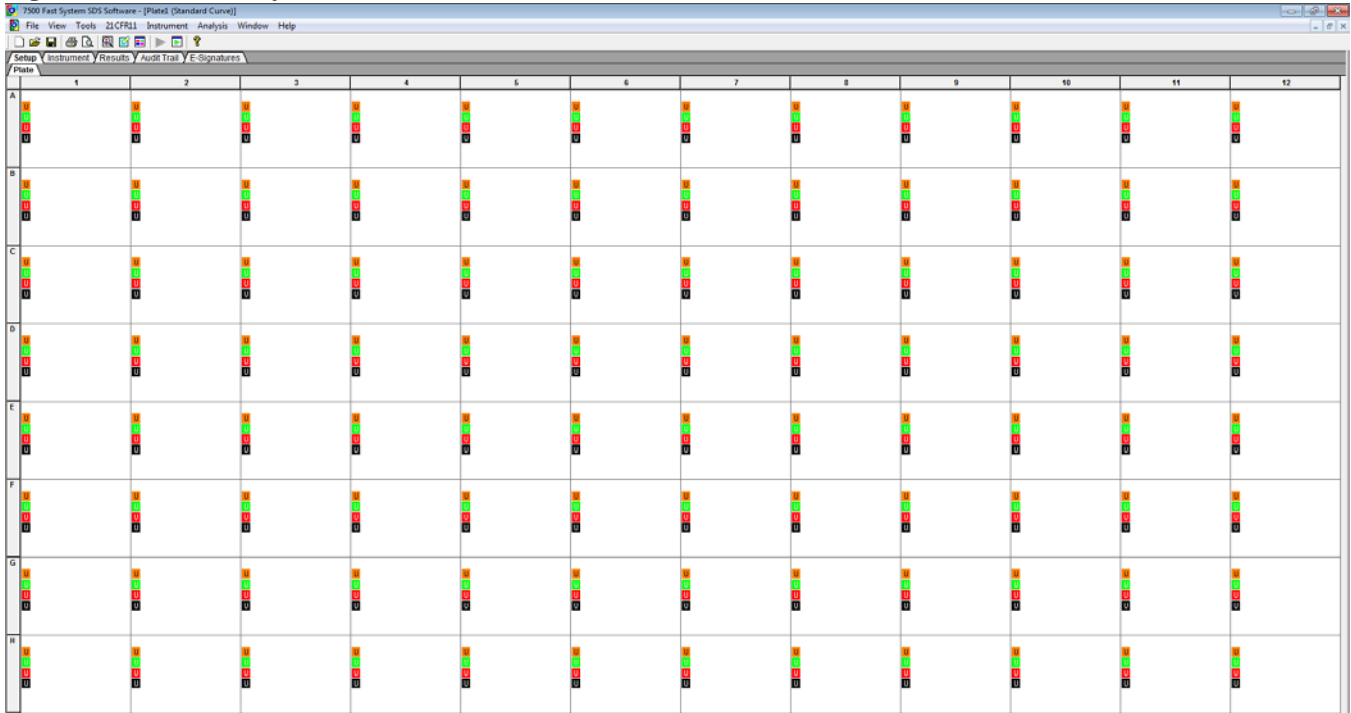 7500 Fast System SDS Software - [Plate1 (Standard Curve)]
File View Tools 21CFR11 Instrument Analysis Window Help
Setup Instrument Results Audit Trail E-Signatures
Plate
1 2 3 4 5 6 7 8 9 10 11 12
A
U U U U U U U U U U U U
U U U U U U U U U U U U
U U U U U U U U U U U U
U U U U U U U U U U U U
B
U U U U U U U U U U U U
U U U U U U U U U U U U
U U U U U U U U U U U U
U U U U U U U U U U U U
C
U U U U U U U U U U U U
U U U U U U U U U U U U
U U U U U U U U U U U U
U U U U U U U U U U U U
D
U U U U U U U U U U U U
U U U U U U U U U U U U
U U U U U U U U U U U U
U U U U U U U U U U U U
E
U U U U U U U U U U U U
U U U U U U U U U U U U
U U U U U U U U U U U U
U U U U U U U U U U U U
F
U U U U U U U U U U U U
U U U U U U U U U U U U
U U U U U U U U U U U U
U U U U U U U U U U U U
G
U U U U U U U U U U U U
U U U U U U U U U U U U
U U U U U U U U U U U U
U U U U U U U U U U U U
H
U U U U U U U U U U U U
U U U U U U U U U U U U
U U U U U U U U U U U U
U U U U U U U U U U U U